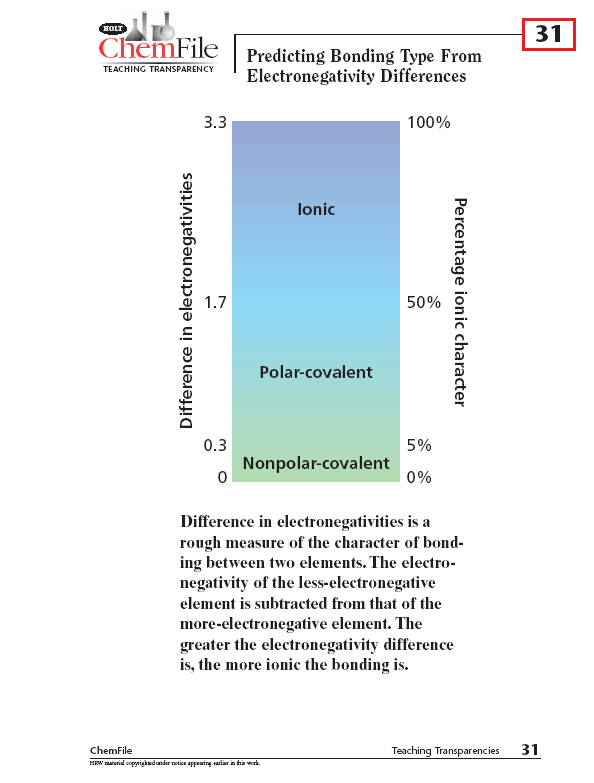 HOLT
ChemFile
TEACHING TRANSPARENCY
31
Predicting Bonding Type From
Electronegativity Differences
3.3
100%
Ionic
Difference in electronegativities
Percentage ionic character
1.7
50%
Polar-covalent
0.3
5%
Nonpolar-covalent
0
0%
Difference in electronegativities is a
rough measure of the character of bond-
ing between two elements. The electro-
negativity of the less-electronegative
element is subtracted from that of the
more-electronegative element. The
greater the electronegativity difference
is, the more ionic the bonding is.
ChemFile
Teaching Transparencies 31
HRW material copyrighted under notice appearing earlier in this work.